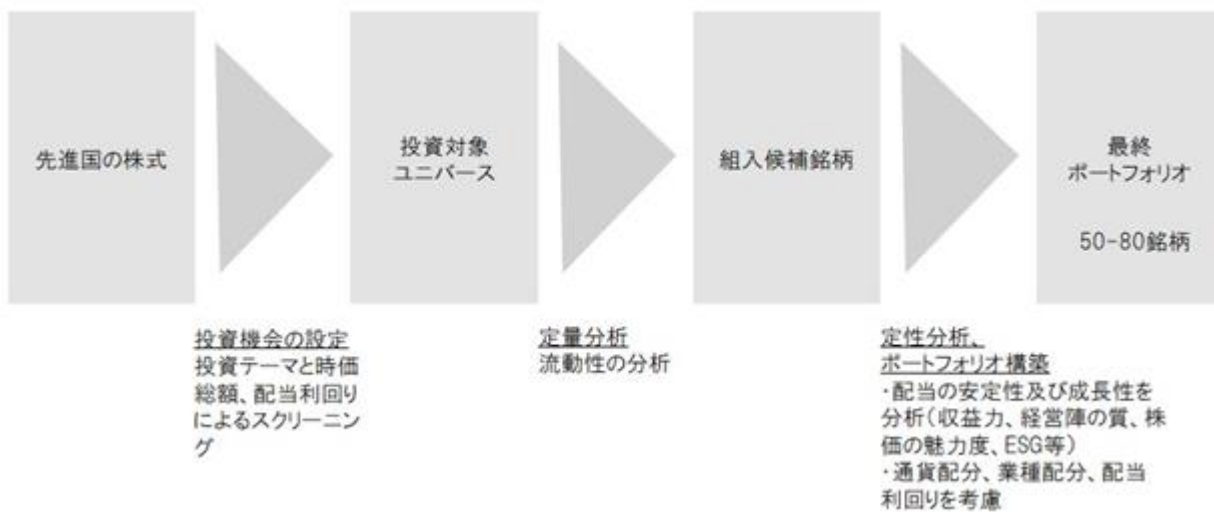 先進国の株式
投資対象
ユニバース
組入候補銘柄
最終
ポートフォリオ
50-80銘柄
投資機会の設定
投資テーマと時価
総額、配当利回り
によるスクリーニン
グ
定量分析
流動性の分析
定性分析、
ポートフォリオ構築
・配当の安定性及び成長性を
分析(収益力、経営陣の質、株
価の魅力度、ESG等)
・通貨配分、業種配分、配当
利回りを考慮